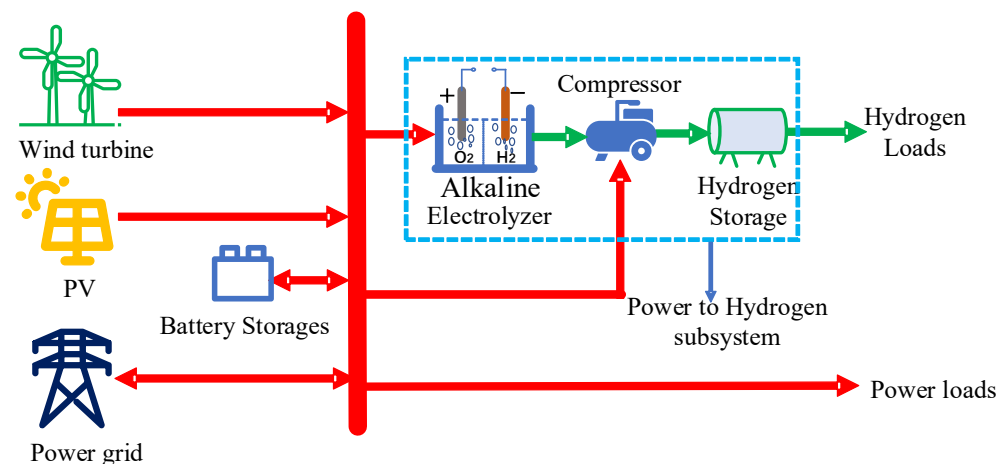 Wind turbine
PV
Battery Storages
Power grid
+
−
O2
H2
Alkaline
Electrolyzer
Compressor
Hydrogen
Storage
Hydrogen
Loads
Power to Hydrogen
subsystem
Power loads